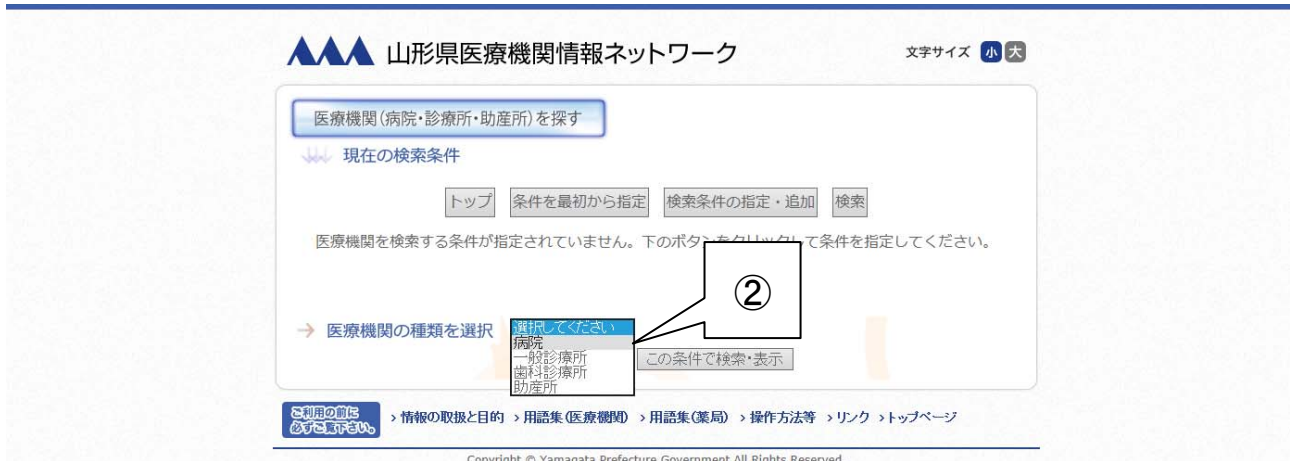 山形県医療機関情報ネットワーク
文字サイズ 小 大
医療機関(病院・診療所・助産所)を探す
現在の検索条件
トップ 条件を最初から指定 検索条件の指定・追加 検索
医療機関を検索する条件が指定されていません。下のボタンをクリックして条件を指定してください。
②
→ 医療機関の種類を選択
選択してください
病院
一般診療所
歯科診療所
助産所
この条件で検索・表示
ご利用の前に
必ずご覧下さい。
›情報の取扱と目的 ›用語集(医療機関) ›用語集(薬局) ›操作方法等 ›リンク ›トップページ
Copyright © Yamagata Prefecture Government All Rights Reserved